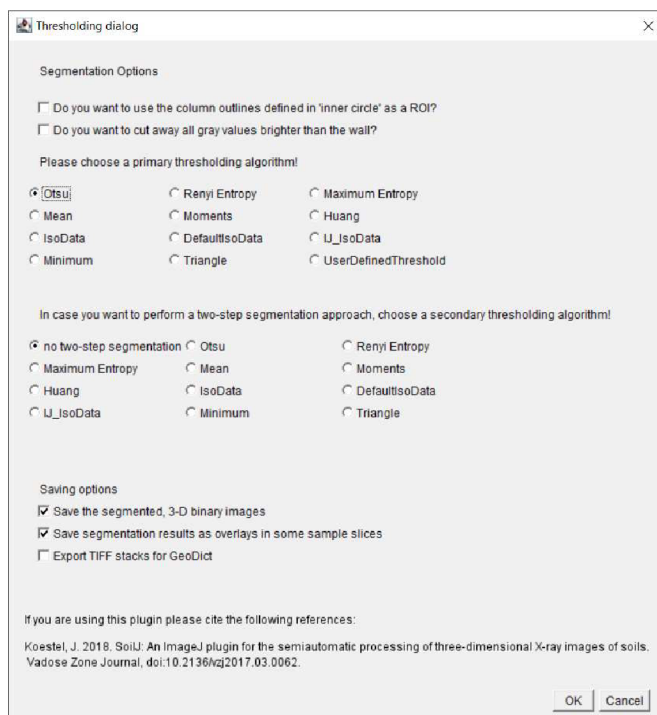 Thresholding dialog
Segmentation Options
Do you want to use the column outlines defined in 'inner circle' as a ROI?
Do you want to cut away all gray values brighter than the wall?
Please choose a primary thresholding algorithm!
Otsu Renyi Entropy Maximum Entropy
Mean Moments Huang
IsoData DefaultIsoData IJ_IsoData
Minimum Triangle UserDefinedThreshold
In case you want to perform a two-step segmentation approach, choose a secondary thresholding algorithm!
no two-step segmentation Otsu Renyi Entropy
Maximum Entropy Mean Moments
Huang IsoData DefaultIsoData
IJ_IsoData Minimum Triangle
Saving options
Save the segmented, 3-D binary images
Save segmentation results as overlays in some sample slices
Export TIFF stacks for GeoDict
If you are using this plugin please cite the following references:
Koestel, J. 2018. SoilJ: An ImageJ plugin for the semiautomatic processing of three-dimensional X-ray images of soils.
Vadose Zone Journal, doi:10.2136/vzj2017.03.0062.
OK Cancel